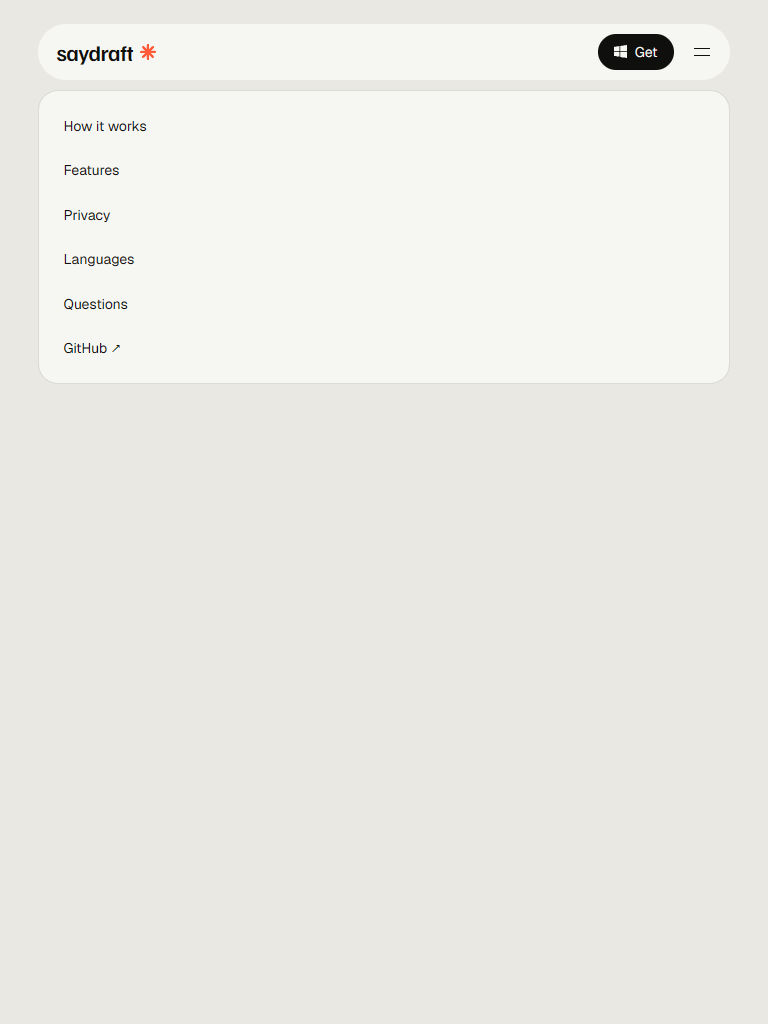 saydraft
Get
How it works
Features
Privacy
Languages
Questions
GitHub ↗